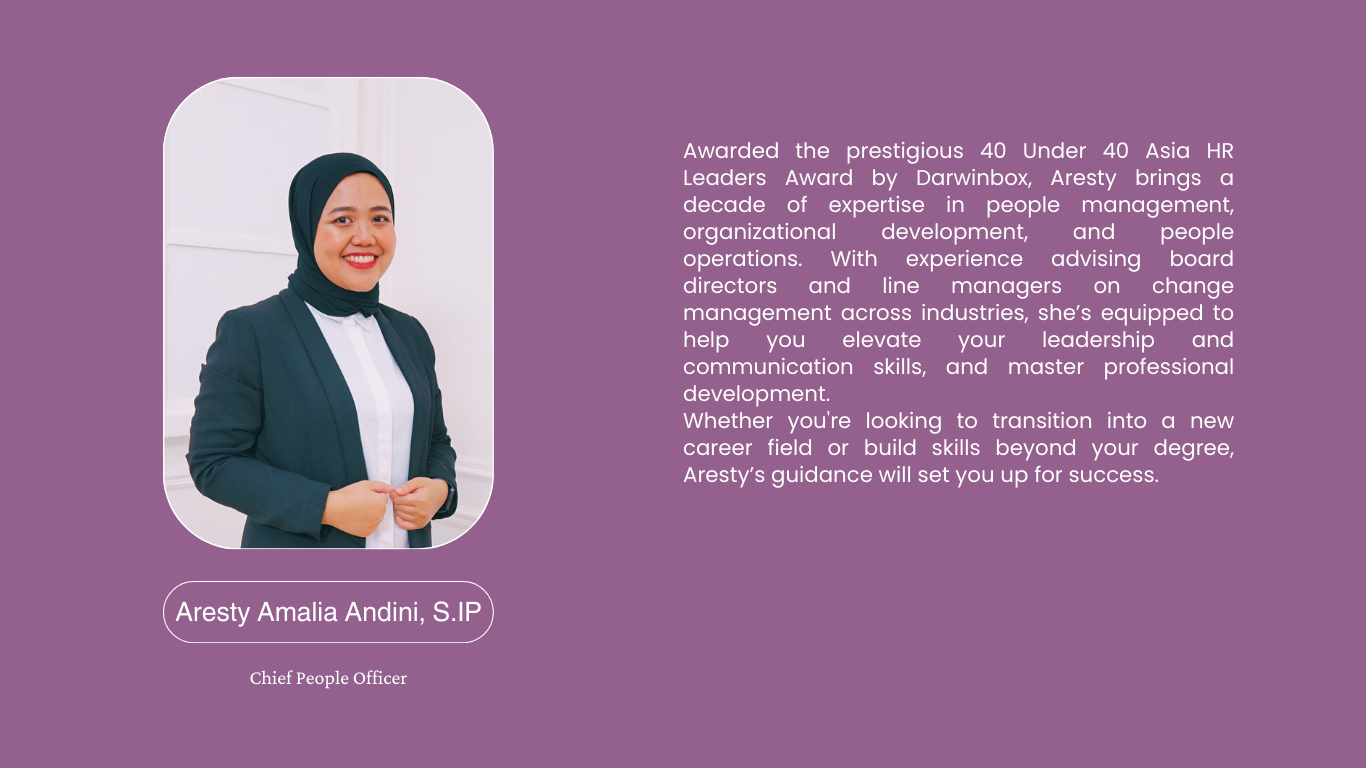 Awarded the prestigious 40 Under 40 Asia HR
Leaders Award by Darwinbox, Aresty brings a
decade of expertise in people management,
organizational development, and people
operations. With experience advising board
directors and line managers on change
management across industries, she’s equipped to
help you elevate your leadership and
communication skills, and master professional
development.
Whether you're looking to transition into a new
career field or build skills beyond your degree,
Aresty’s guidance will set you up for success.
Aresty Amalia Andini, S.IP
Chief People Officer